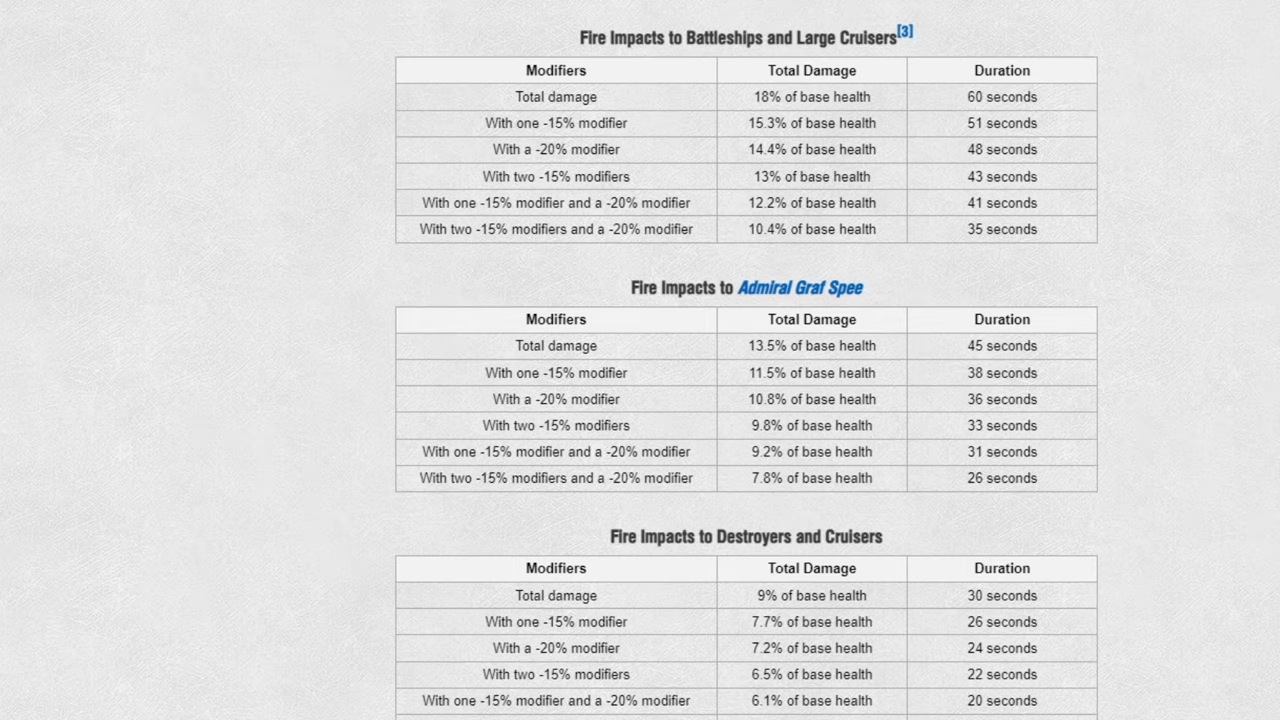 Fire Impacts to Battleships and Large Cruisers[3]
Modifiers Total Damage Duration
Total damage 18% of base health 60 seconds
With one -15% modifier 15.3% of base health 51 seconds
With a -20% modifier 14.4% of base health 48 seconds
With two -15% modifiers 13% of base health 43 seconds
With one -15% modifier and a -20% modifier 12.2% of base health 41 seconds
With two -15% modifiers and a -20% modifier 10.4% of base health 35 seconds
Fire Impacts to Admiral Graf Spee
Modifiers Total Damage Duration
Total damage 13.5% of base health 45 seconds
With one -15% modifier 11.5% of base health 38 seconds
With a -20% modifier 10.8% of base health 36 seconds
With two -15% modifiers 9.8% of base health 33 seconds
With one -15% modifier and a -20% modifier 9.2% of base health 31 seconds
With two -15% modifiers and a -20% modifier 7.8% of base health 26 seconds
Fire Impacts to Destroyers and Cruisers
Modifiers Total Damage Duration
Total damage 9% of base health 30 seconds
With one -15% modifier 7.7% of base health 26 seconds
With a -20% modifier 7.2% of base health 24 seconds
With two -15% modifiers 6.5% of base health 22 seconds
With one -15% modifier and a -20% modifier 6.1% of base health 20 seconds